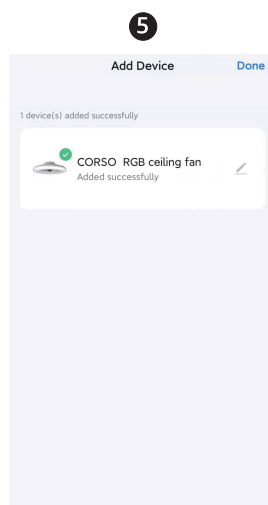 5
Add Device Done
1 device(s) added successfully
CORSO RGB ceiling fan
Added successfully